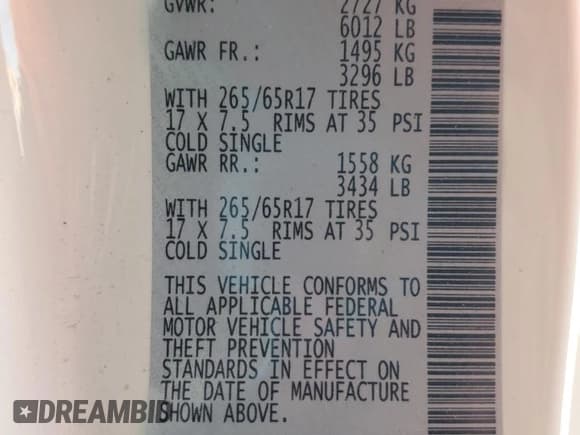 GVWR: 2727 KG
6012 LB
GAWR FR.: 1495 KG
3296 LB
WITH 265/65R17 TIRES
17 X 7.5 RIMS AT 35 PSI
COLD SINGLE
GAWR RR.: 1558 KG
3434 LB
WITH 265/65R17 TIRES
17 X 7.5 RIMS AT 35 PSI
COLD SINGLE
THIS VEHICLE CONFORMS TO
ALL APPLICABLE FEDERAL
MOTOR VEHICLE SAFETY AND
THEFT PREVENTION
STANDARDS IN EFFECT ON
THE DATE OF MANUFACTURE
SHOWN ABOVE.
DREAMBID